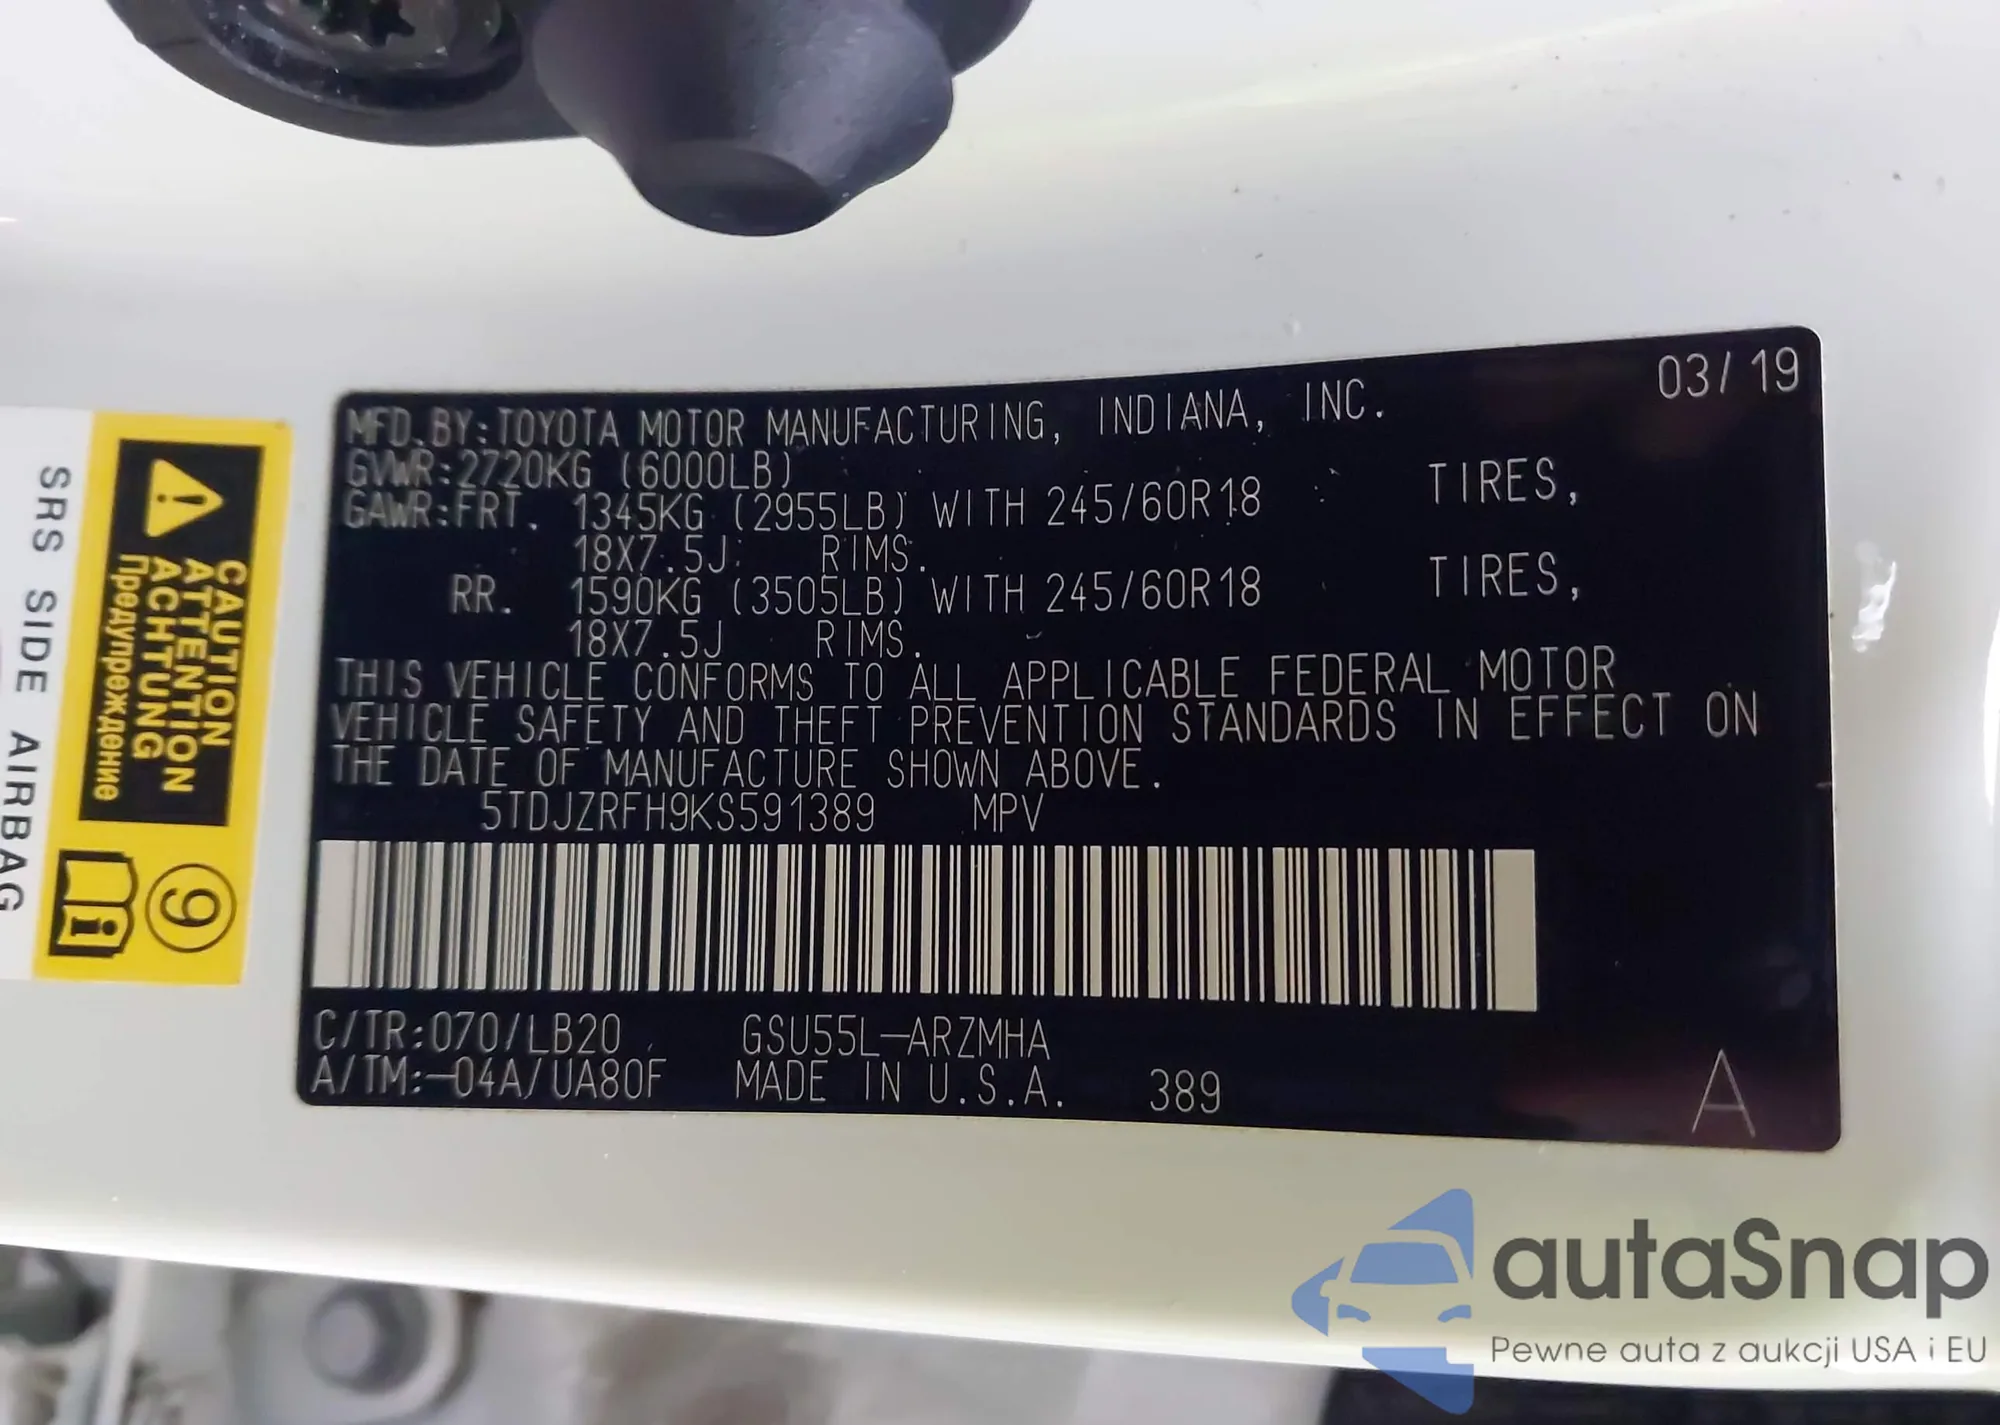 03/19
MFD.BY:TOYOTA MOTOR MANUFACTURING, INDIANA, INC.
GVWR:2720KG (6000LB)
GAWR:FRT. 1345KG (2955LB) WITH 245/60R18 TIRES,
18X7.5J RIMS.
RR. 1590KG (3505LB) WITH 245/60R18 TIRES,
18X7.5J RIMS.
THIS VEHICLE CONFORMS TO ALL APPLICABLE FEDERAL MOTOR
VEHICLE SAFETY AND THEFT PREVENTION STANDARDS IN EFFECT ON
THE DATE OF MANUFACTURE SHOWN ABOVE.
5TDJZRFH9KS591389 MPV
C/TR:070/LB20 GSU55L-ARZMHA
A/TM:-04A/UA80F MADE IN U.S.A. 389
A
CAUTION
ATTENTION
ACHTUNG
Предупреждение
9
i
SRS SIDE AIRBAG
autaSnap
Pewne auta z aukcji USA i EU